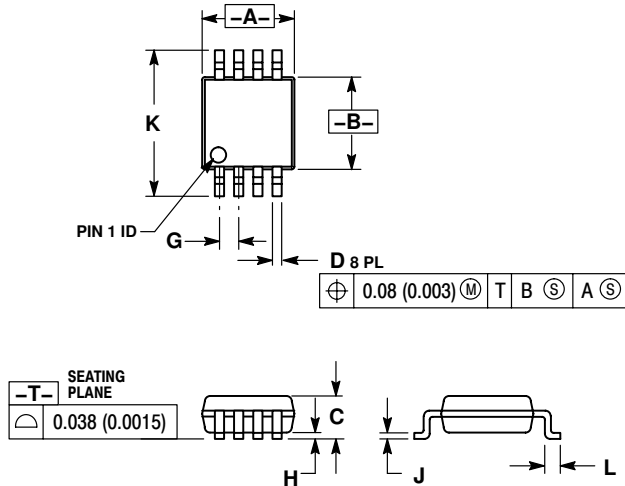 –A–
K
–B–
PIN 1 ID
G
D 8 PL
⌖ 0.08 (0.003) Ⓜ T B Ⓢ A Ⓢ
–T– SEATING
PLANE
⌓ 0.038 (0.0015)
C
H
J
L